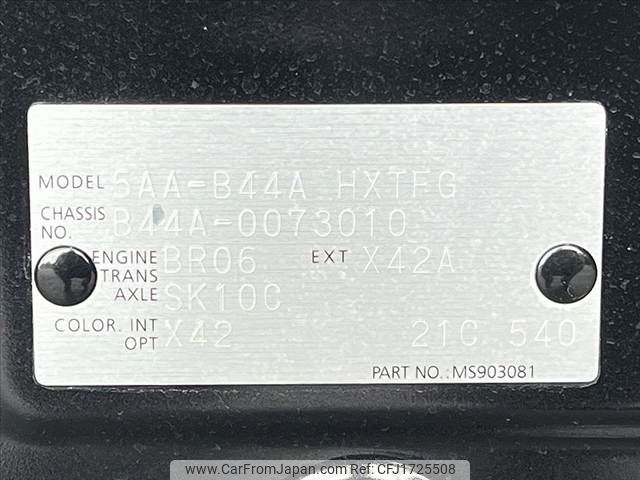 MODEL 5AA-B44A HXTFG
CHASSIS NO. B44A-0073010
ENGINE BR06 EXT X42A
TRANS AXLE SK10C
COLOR. INT X42 21C 540
OPT
PART NO.:MS903081
www.CarFromJapan.com Ref:CFJ1725508